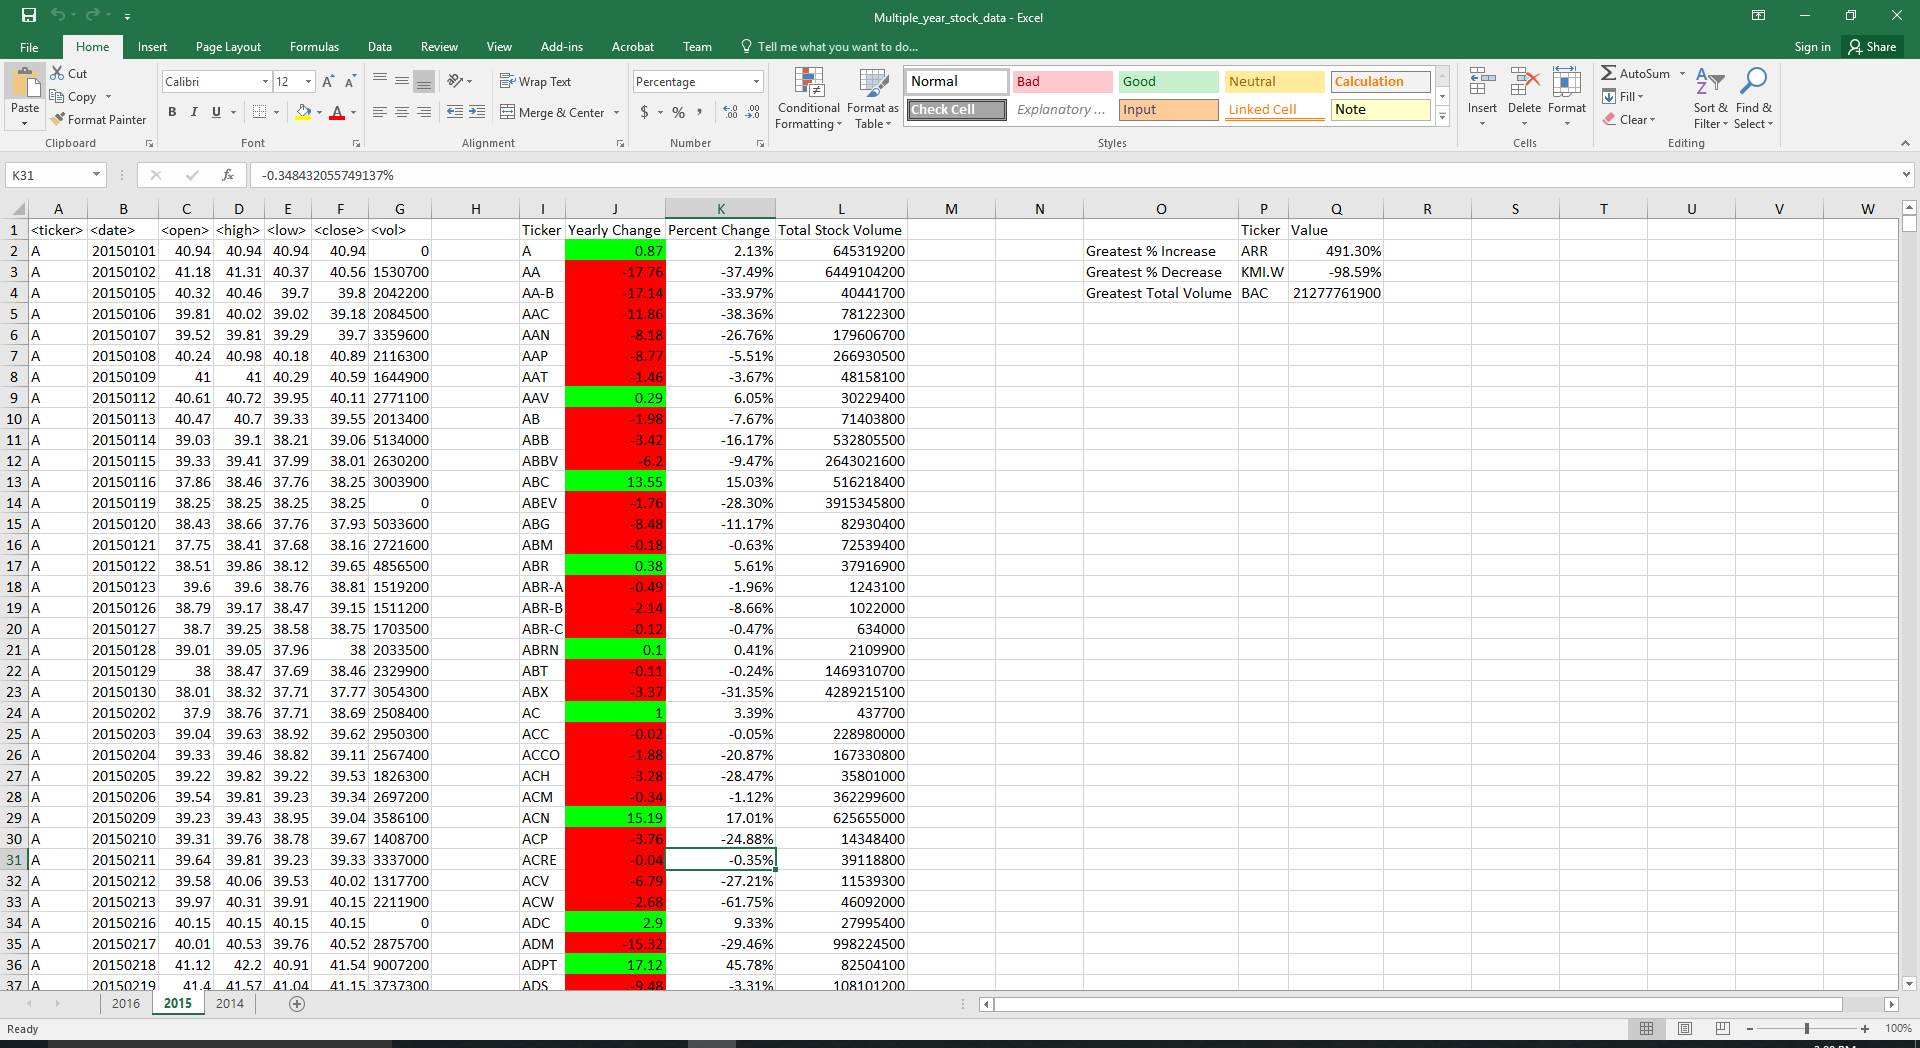 Multiple_year_stock_data - Excel
File Home Insert Page Layout Formulas Data Review View Add-ins Acrobat Team Tell me what you want to do... Sign in Share
Cut Calibri 12 A A Wrap Text Percentage Normal Bad Good Neutral Calculation AutoSum
Copy Fill
Paste Conditional Format as Insert Delete Format Sort & Find &
Format Painter B I U A Merge & Center $ % , Formatting Table Check Cell Explanatory ... Input Linked Cell Note Clear Filter Select
Clipboard Font Alignment Number Styles Cells Editing
K31 fx -0.348432055749137%
A B C D E F G H I J K L M N O P Q R S T U V W
1 <ticker> <date> <open> <high> <low> <close> <vol> Ticker Yearly Change Percent Change Total Stock Volume Ticker Value
2 A 20150101 40.94 40.94 40.94 40.94 0 A 0.87 2.13% 645319200 Greatest % Increase ARR 491.30%
3 A 20150102 41.18 41.31 40.37 40.56 1530700 AA -17.76 -37.49% 6449104200 Greatest % Decrease KMI.W -98.59%
4 A 20150105 40.32 40.46 39.7 39.8 2042200 AA-B -17.14 -33.97% 40441700 Greatest Total Volume BAC 21277761900
5 A 20150106 39.81 40.02 39.02 39.18 2084500 AAC -11.86 -38.36% 78122300
6 A 20150107 39.52 39.81 39.29 39.7 3359600 AAN -8.18 -26.76% 179606700
7 A 20150108 40.24 40.98 40.18 40.89 2116300 AAP -8.77 -5.51% 266930500
8 A 20150109 41 41 40.29 40.59 1644900 AAT -1.46 -3.67% 48158100
9 A 20150112 40.61 40.72 39.95 40.11 2771100 AAV 0.29 6.05% 30229400
10 A 20150113 40.47 40.7 39.33 39.55 2013400 AB -1.98 -7.67% 71403800
11 A 20150114 39.03 39.1 38.21 39.06 5134000 ABB -3.42 -16.17% 532805500
12 A 20150115 39.33 39.41 37.99 38.01 2630200 ABBV -6.2 -9.47% 2643021600
13 A 20150116 37.86 38.46 37.76 38.25 3003900 ABC 13.55 15.03% 516218400
14 A 20150119 38.25 38.25 38.25 38.25 0 ABEV -1.76 -28.30% 3915345800
15 A 20150120 38.43 38.66 37.76 37.93 5033600 ABG -8.48 -11.17% 82930400
16 A 20150121 37.75 38.41 37.68 38.16 2721600 ABM -0.18 -0.63% 72539400
17 A 20150122 38.51 39.86 38.12 39.65 4856500 ABR 0.38 5.61% 37916900
18 A 20150123 39.6 39.6 38.76 38.81 1519200 ABR-A -0.49 -1.96% 1243100
19 A 20150126 38.79 39.17 38.47 39.15 1511200 ABR-B -2.14 -8.66% 1022000
20 A 20150127 38.7 39.25 38.58 38.75 1703500 ABR-C -0.12 -0.47% 634000
21 A 20150128 39.01 39.05 37.96 38 2033500 ABRN 0.1 0.41% 2109900
22 A 20150129 38 38.47 37.69 38.46 2329900 ABT -0.11 -0.24% 1469310700
23 A 20150130 38.01 38.32 37.71 37.77 3054300 ABX -3.37 -31.35% 4289215100
24 A 20150202 37.9 38.76 37.71 38.69 2508400 AC 1 3.39% 437700
25 A 20150203 39.04 39.63 38.92 39.62 2950300 ACC -0.02 -0.05% 228980000
26 A 20150204 39.33 39.46 38.82 39.11 2567400 ACCO -1.88 -20.87% 167330800
27 A 20150205 39.22 39.82 39.22 39.53 1826300 ACH -3.28 -28.47% 35801000
28 A 20150206 39.54 39.81 39.23 39.34 2697200 ACM -0.34 -1.12% 362299600
29 A 20150209 39.23 39.43 38.95 39.04 3586100 ACN 15.19 17.01% 625655000
30 A 20150210 39.31 39.76 38.78 39.67 1408700 ACP -3.76 -24.88% 14348400
31 A 20150211 39.64 39.81 39.23 39.33 3337000 ACRE -0.04 -0.35% 39118800
32 A 20150212 39.58 40.06 39.53 40.02 1317700 ACV -6.79 -27.21% 11539300
33 A 20150213 39.97 40.31 39.91 40.15 2211900 ACW -2.68 -61.75% 46092000
34 A 20150216 40.15 40.15 40.15 40.15 0 ADC 2.9 9.33% 27995400
35 A 20150217 40.01 40.53 39.76 40.52 2875700 ADM -15.32 -29.46% 998224500
36 A 20150218 41.12 42.2 40.91 41.54 9007200 ADPT 17.12 45.78% 82504100
37 A 20150219 41.4 41.57 41.04 41.15 3737300 ADS -9.48 -3.31% 108101200
2016 2015 2014
Ready 100%